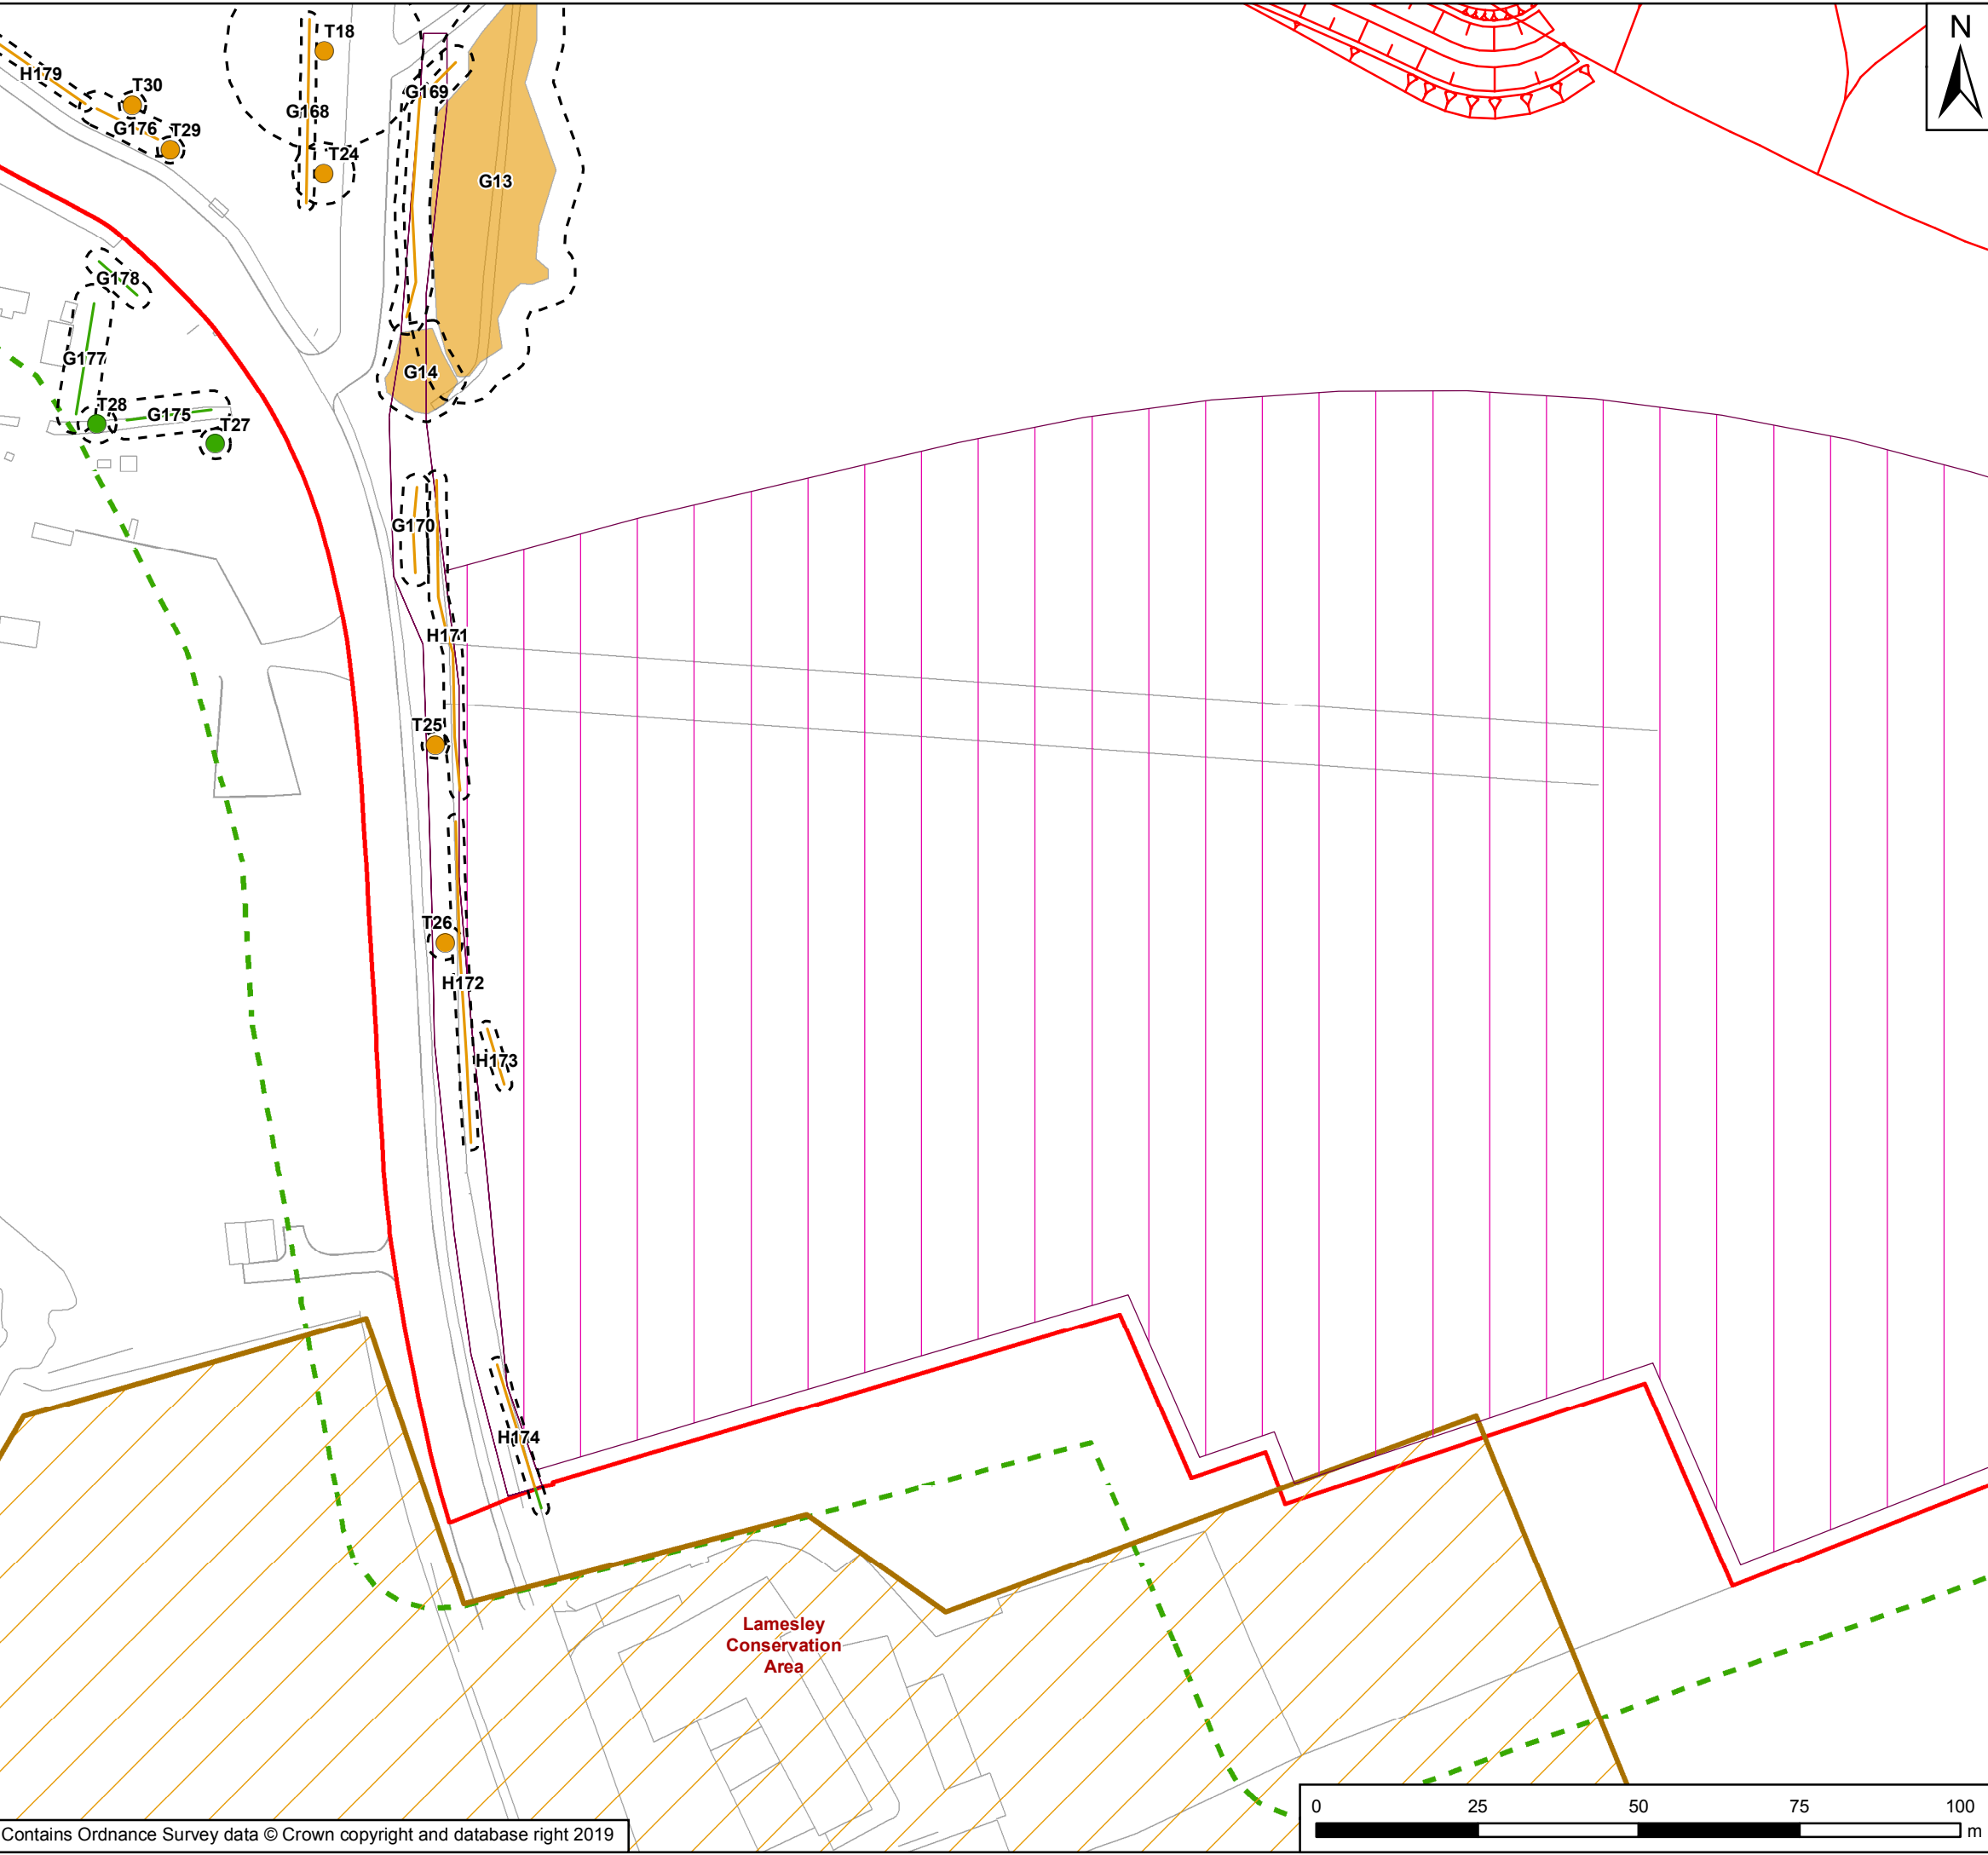 N
T18
H179
T30
G169
G168
G176
T29
T24
G13
G178
G177
G14
T28
G175
T27
G170
H171
T25
T26
H172
H173
H174
Lamesley
Conservation
Area
0 25 50 75 100
m
Contains Ordnance Survey data © Crown copyright and database right 2019